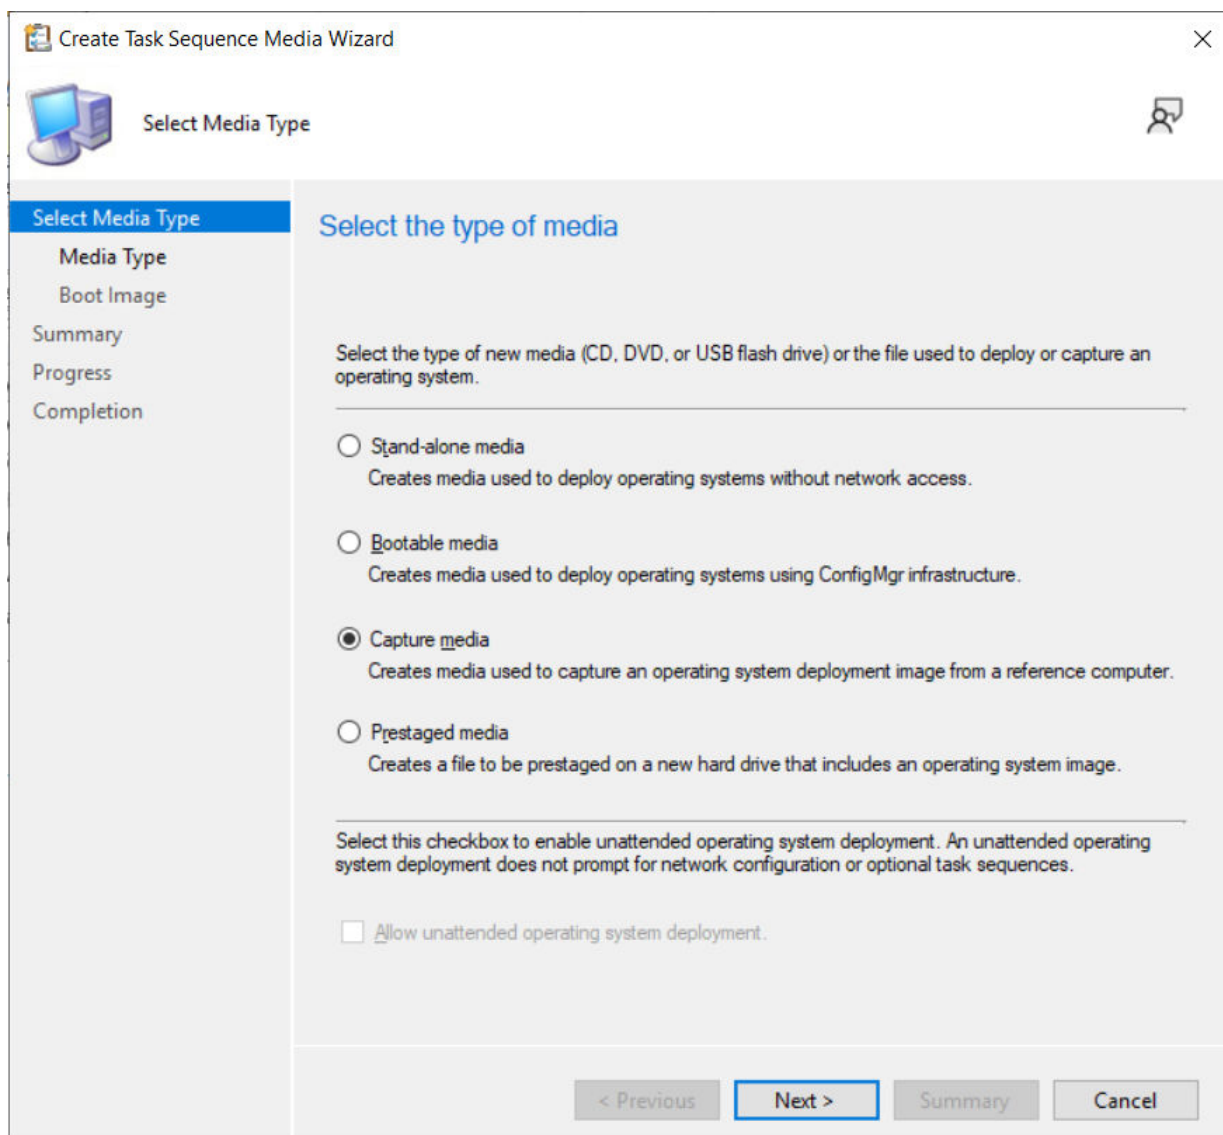 Create Task Sequence Media Wizard
Select Media Type
Select Media Type
Media Type
Boot Image
Summary
Progress
Completion
Select the type of media
Select the type of new media (CD, DVD, or USB flash drive) or the file used to deploy or capture an
operating system.
Stand-alone media
Creates media used to deploy operating systems without network access.
Bootable media
Creates media used to deploy operating systems using ConfigMgr infrastructure.
Capture media
Creates media used to capture an operating system deployment image from a reference computer.
Prestaged media
Creates a file to be prestaged on a new hard drive that includes an operating system image.
Select this checkbox to enable unattended operating system deployment. An unattended operating
system deployment does not prompt for network configuration or optional task sequences.
Allow unattended operating system deployment.
< Previous
Next >
Summary
Cancel